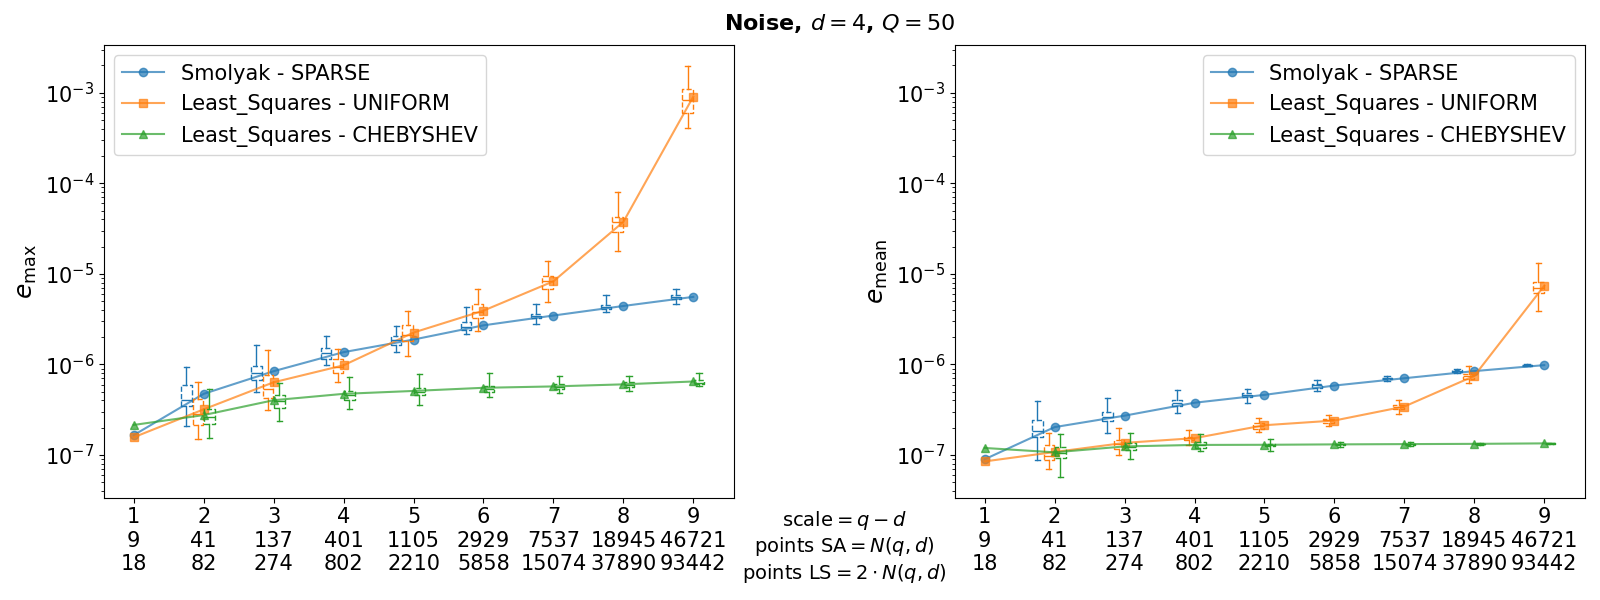 Noise, d = 4, Q = 50
Smolyak - SPARSE
Least_Squares - UNIFORM
Least_Squares - CHEBYSHEV
e_max
10^-3
10^-4
10^-5
10^-6
10^-7
1 2 3 4 5 6 7 8 9
9 41 137 401 1105 2929 7537 18945 46721
18 82 274 802 2210 5858 15074 37890 93442
scale = q − d
points SA = N(q, d)
points LS = 2 · N(q, d)
Smolyak - SPARSE
Least_Squares - UNIFORM
Least_Squares - CHEBYSHEV
e_mean
10^-3
10^-4
10^-5
10^-6
10^-7
1 2 3 4 5 6 7 8 9
9 41 137 401 1105 2929 7537 18945 46721
18 82 274 802 2210 5858 15074 37890 93442